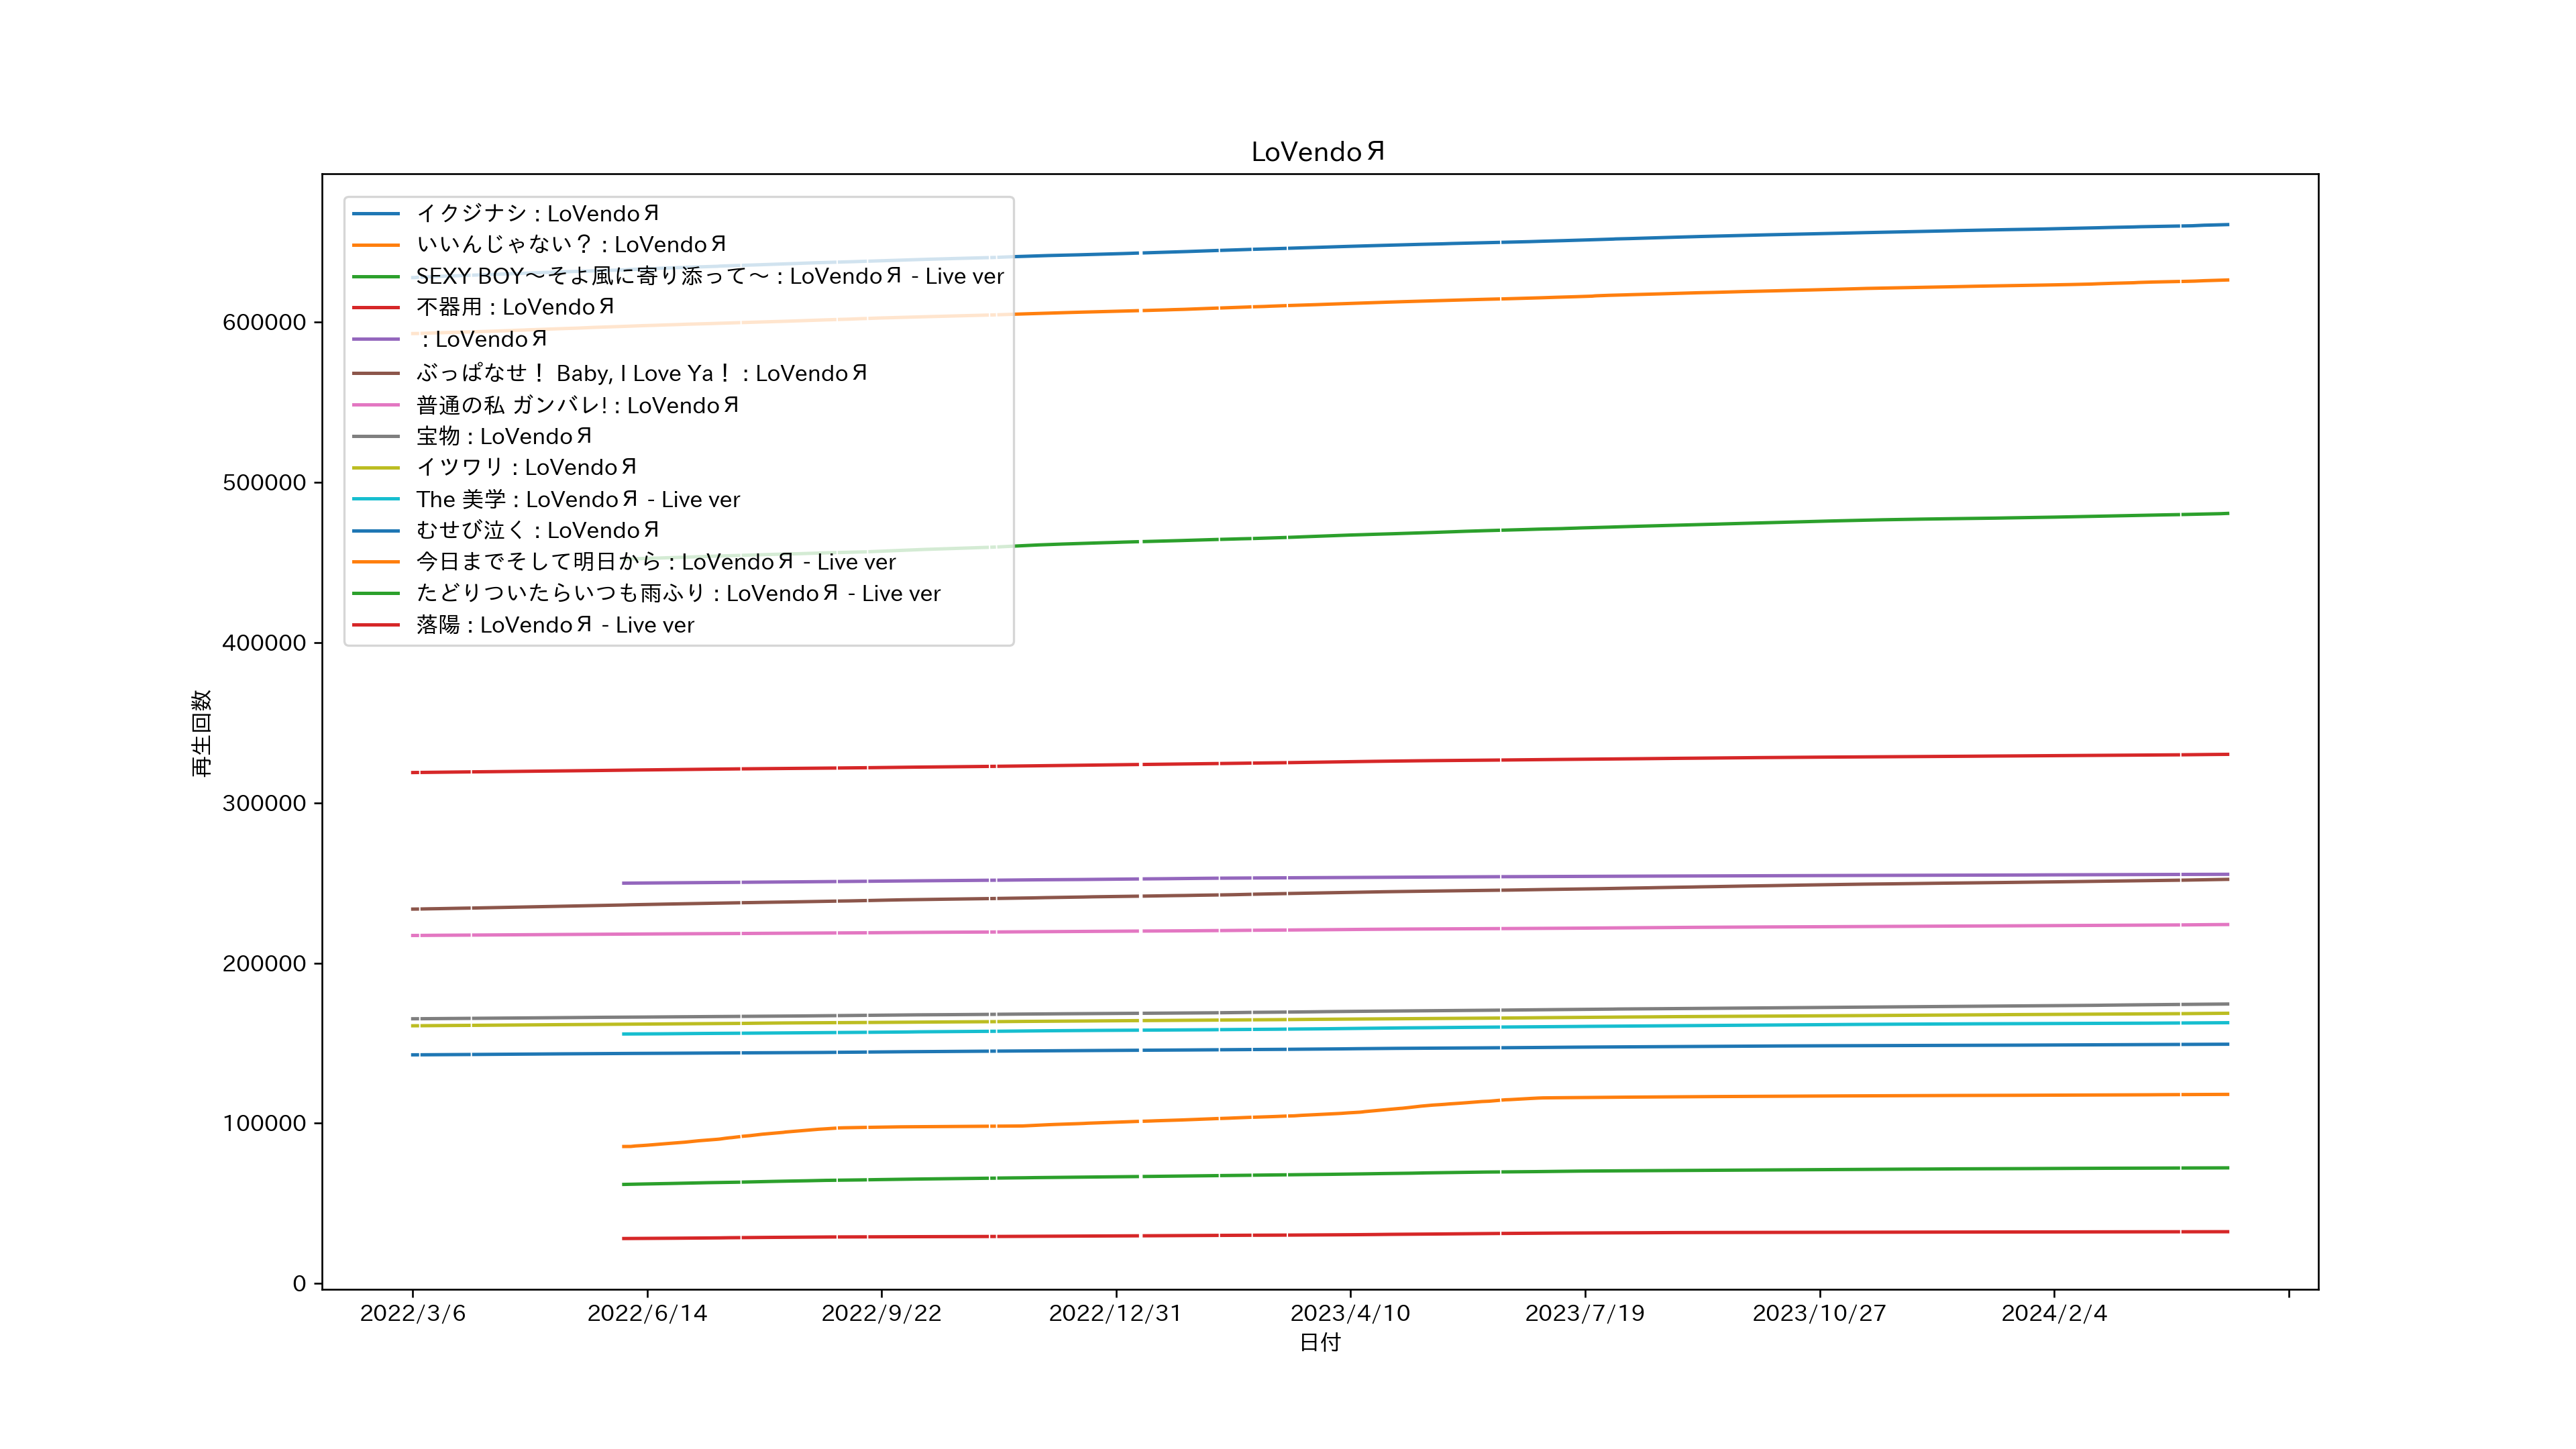 LoVendoЯ
イクジナシ : LoVendoЯ
いいんじゃない？ : LoVendoЯ
SEXY BOY～そよ風に寄り添って～ : LoVendoЯ - Live ver
不器用 : LoVendoЯ
: LoVendoЯ
ぶっぱなせ！ Baby, I Love Ya！ : LoVendoЯ
普通の私 ガンバレ! : LoVendoЯ
宝物 : LoVendoЯ
イツワリ : LoVendoЯ
The 美学 : LoVendoЯ - Live ver
むせび泣く : LoVendoЯ
今日までそして明日から : LoVendoЯ - Live ver
たどりついたらいつも雨ふり : LoVendoЯ - Live ver
落陽 : LoVendoЯ - Live ver
600000
500000
400000
300000
200000
100000
0
再生回数
2022/3/6
2022/6/14
2022/9/22
2022/12/31
2023/4/10
2023/7/19
2023/10/27
2024/2/4
日付